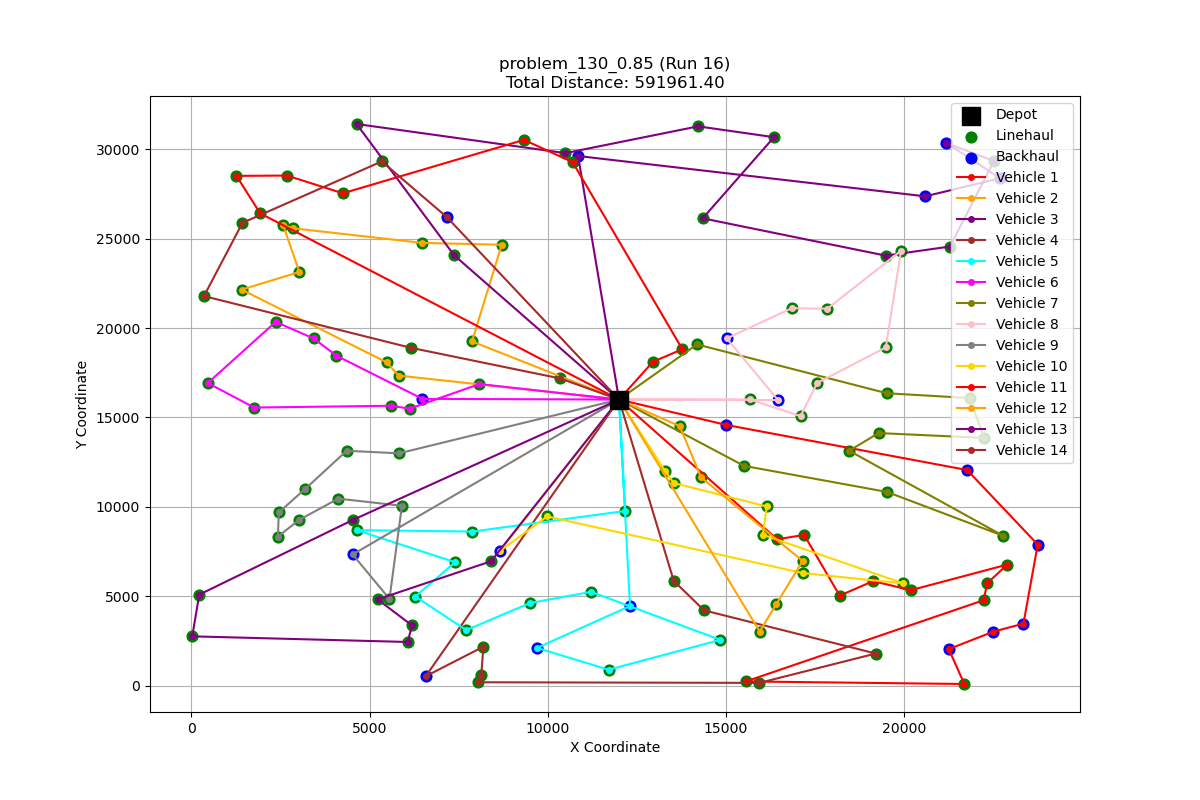 problem_130_0.85 (Run 16)
Total Distance: 591961.40
Depot
Linehaul
Backhaul
Vehicle 1
Vehicle 2
Vehicle 3
Vehicle 4
Vehicle 5
Vehicle 6
Vehicle 7
Vehicle 8
Vehicle 9
Vehicle 10
Vehicle 11
Vehicle 12
Vehicle 13
Vehicle 14
30000
25000
20000
15000
10000
5000
0
Y Coordinate
0 5000 10000 15000 20000
X Coordinate